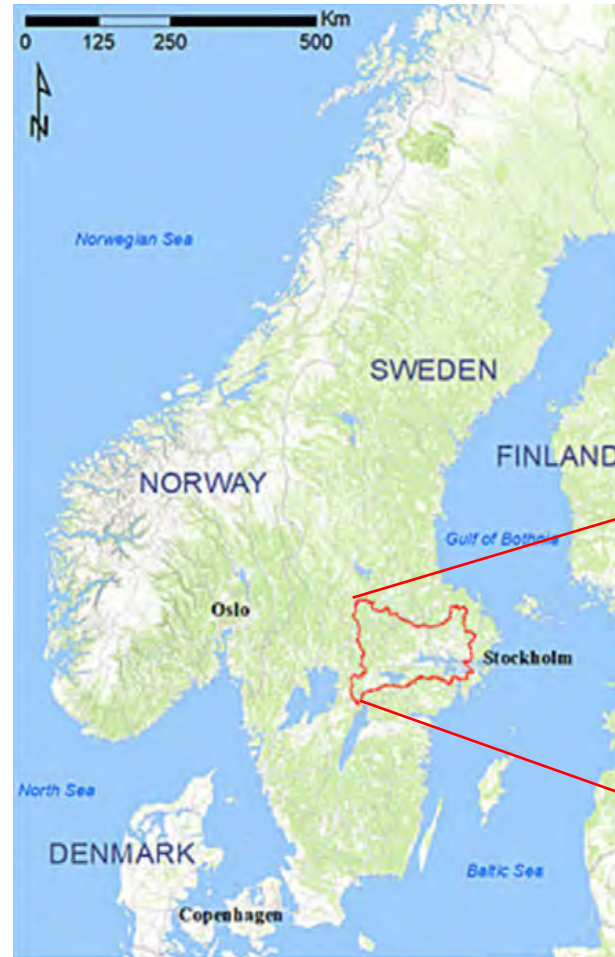 Km
0 125 250 500
N
Norwegian Sea
SWEDEN
FINLAND
NORWAY
Gulf of Bothnia
Oslo
Stockholm
North Sea
DENMARK
Baltic Sea
Copenhagen